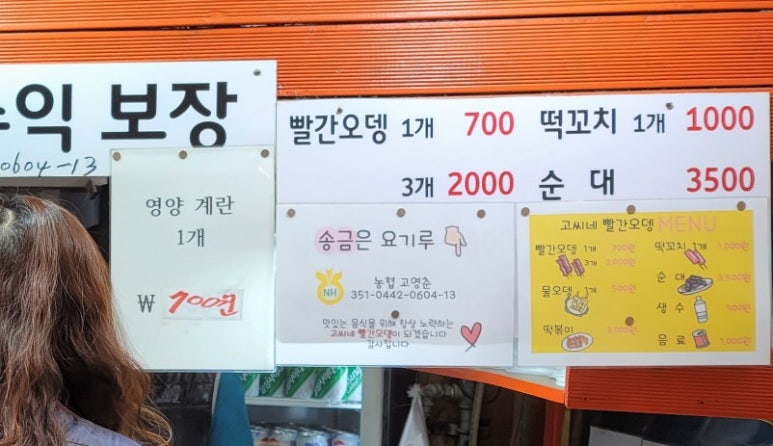 익 보장
0604-13
영양 계란
1개
₩ 700원
빨간오뎅 1개 700 떡꼬치 1개 1000
3개 2000 순 대 3500
송금은 요기루
NH
농협 고영춘
351-0442-0604-13
맛있는 음식을 위해 항상 노력하는
고씨네 빨간오뎅이 되겠습니다
감사합니다
고씨네 빨간오뎅 MENU
빨간오뎅 1개 700원
3개 2,000원
물오뎅 1개 500원
떡볶이 3,000원
떡꼬치 1개 1,000원
순 대 3,500원
생 수
음 료 1,000원